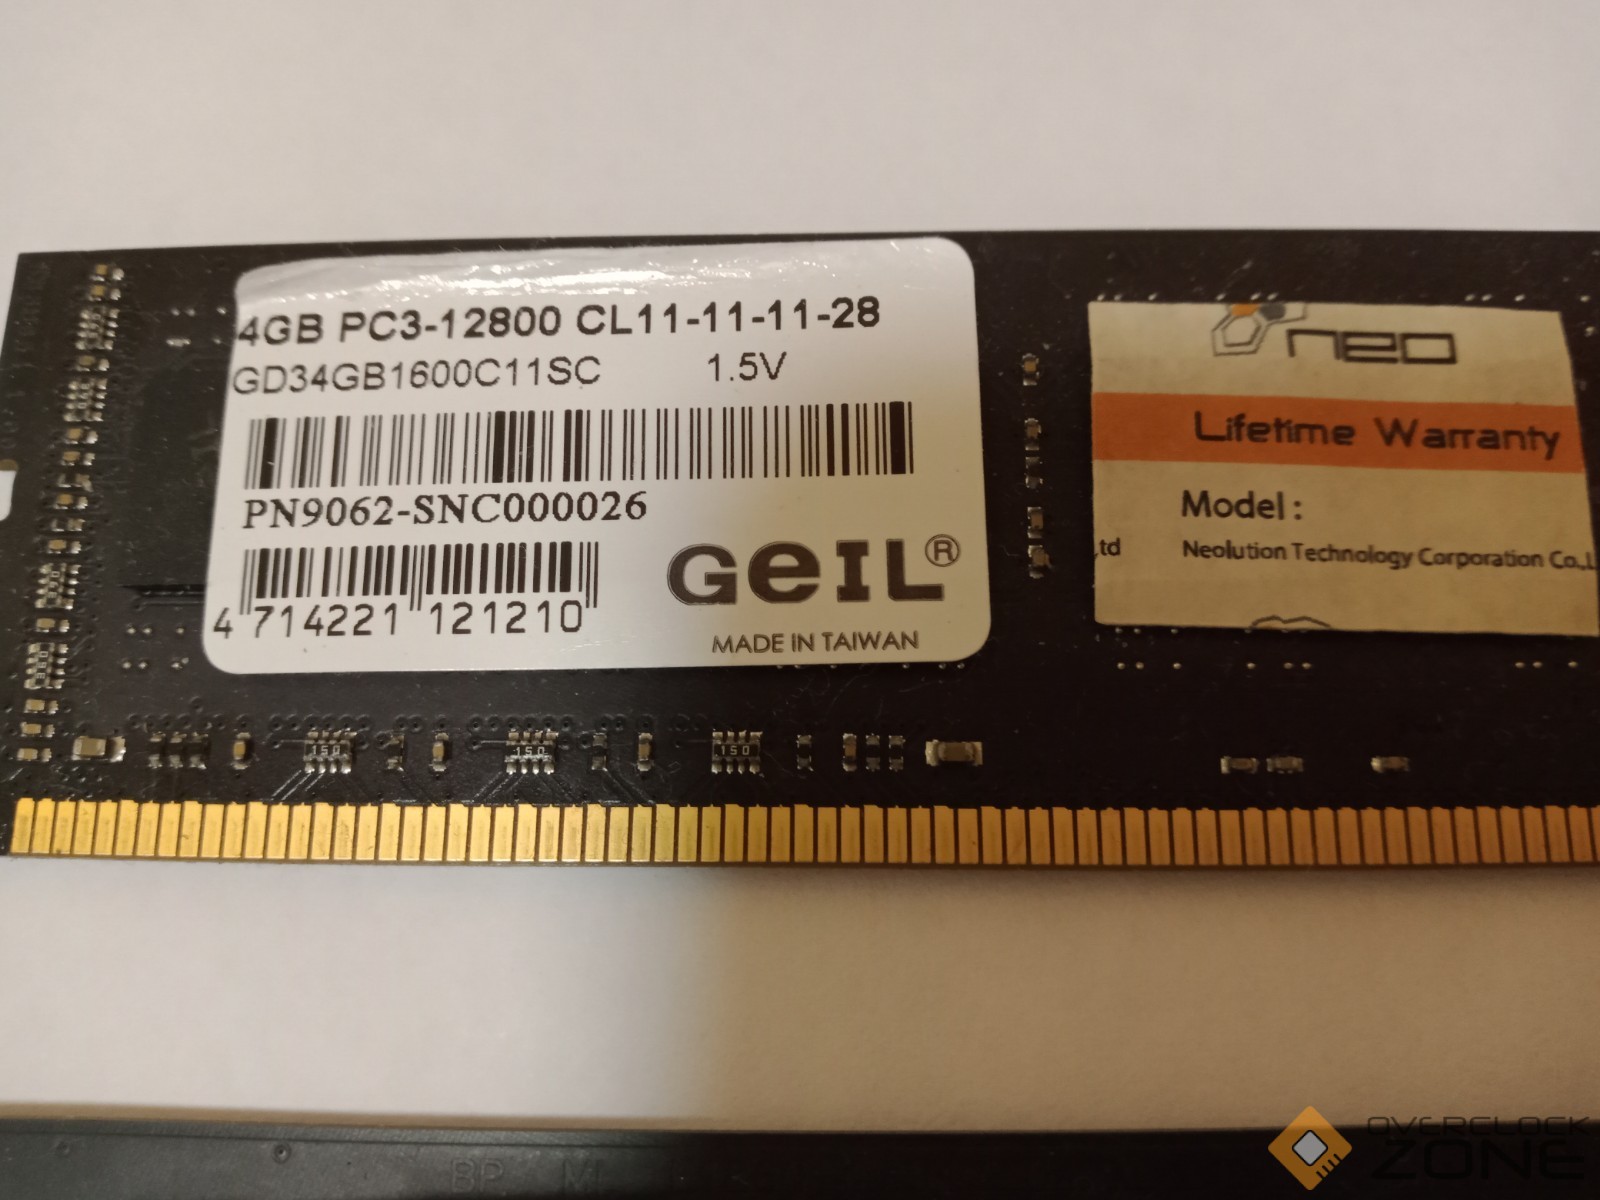 4GB PC3-12800 CL11-11-11-28
GD34GB1600C11SC 1.5V
PN9062-SNC000026
4 714221 121210
GeIL®
MADE IN TAIWAN
neo
Lifetime Warranty
Model :
,td Neolution Technology Corporation Co.,L
150 150 150
BP
OVERCLOCK
ZONE